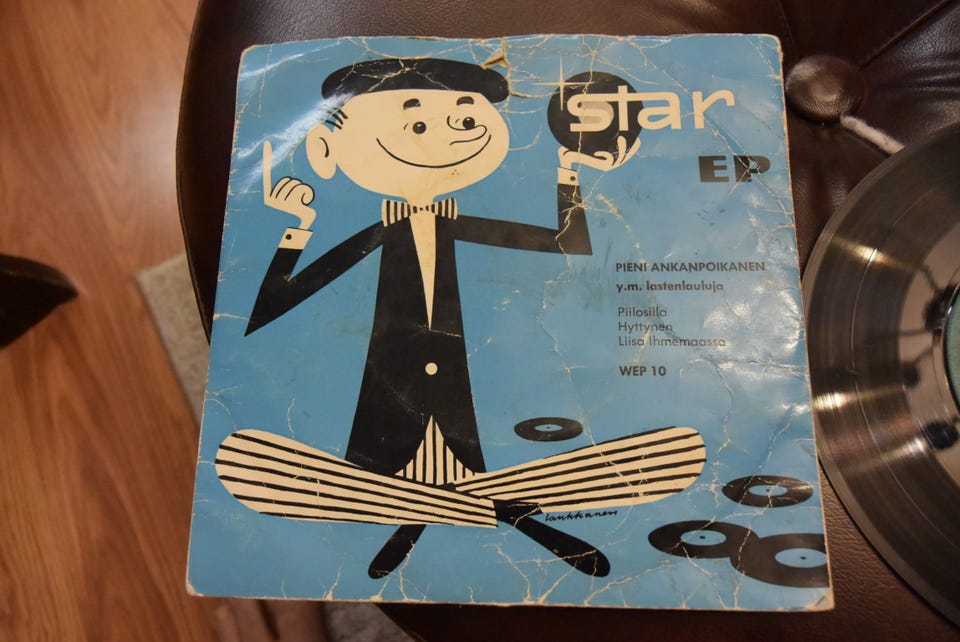 star
EP
PIENI ANKANPOIKANEN
y.m. lastenlauluja
Piilosilla
Hyttynen
Liisa Ihmemaassa
WEP 10
Laukkanen